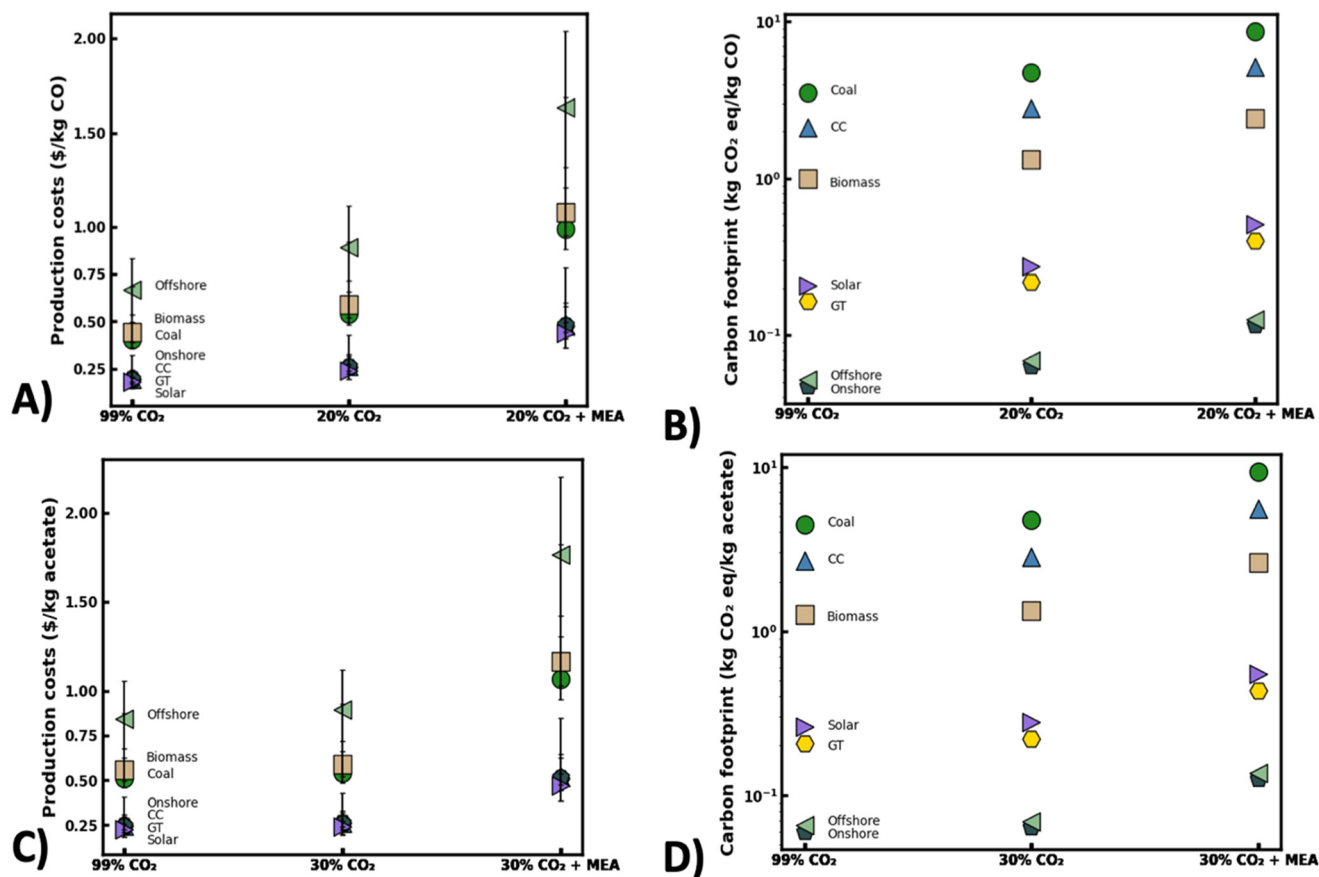 2.00
1.50
1.00
0.75
0.50
0.25
Production costs ($/kg CO)
Offshore
Biomass
Coal
Onshore
CC
GT
Solar
A)
99% CO₂
20% CO₂
20% CO₂ + MEA
10¹
10⁰
10⁻¹
Carbon footprint (kg CO₂ eq/kg CO)
Coal
CC
Biomass
Solar
GT
Offshore
Onshore
B)
99% CO₂
20% CO₂
20% CO₂ + MEA
2.00
1.50
1.00
0.75
0.50
0.25
Production costs ($/kg acetate)
Offshore
Biomass
Coal
Onshore
CC
GT
Solar
C)
99% CO₂
30% CO₂
30% CO₂ + MEA
10¹
10⁰
10⁻¹
Carbon footprint (kg CO₂ eq/kg acetate)
Coal
CC
Biomass
Solar
GT
Offshore
Onshore
D)
99% CO₂
30% CO₂
30% CO₂ + MEA